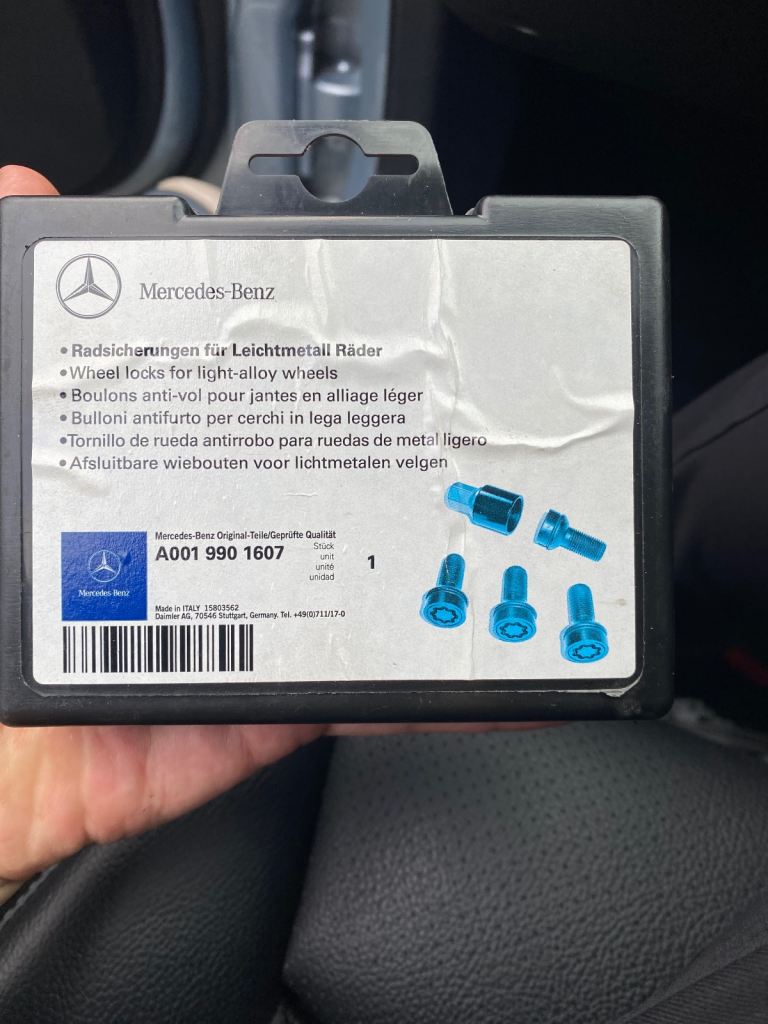 Mercedes-Benz
• Radsicherungen für Leichtmetall Räder
• Wheel locks for light-alloy wheels
• Boulons anti-vol pour jantes en alliage léger
• Bulloni antifurto per cerchi in lega leggera
• Tornillo de rueda antirrobo para ruedas de metal ligero
• Afsluitbare wiebouten voor lichtmetalen velgen
Mercedes-Benz Original-Teile/Geprüfte Qualität
A001 990 1607
Stück
unit
unité
unidad
1
Mercedes-Benz
Made in ITALY 15803562
Daimler AG, 70546 Stuttgart, Germany. Tel. +49(0)711/17-0